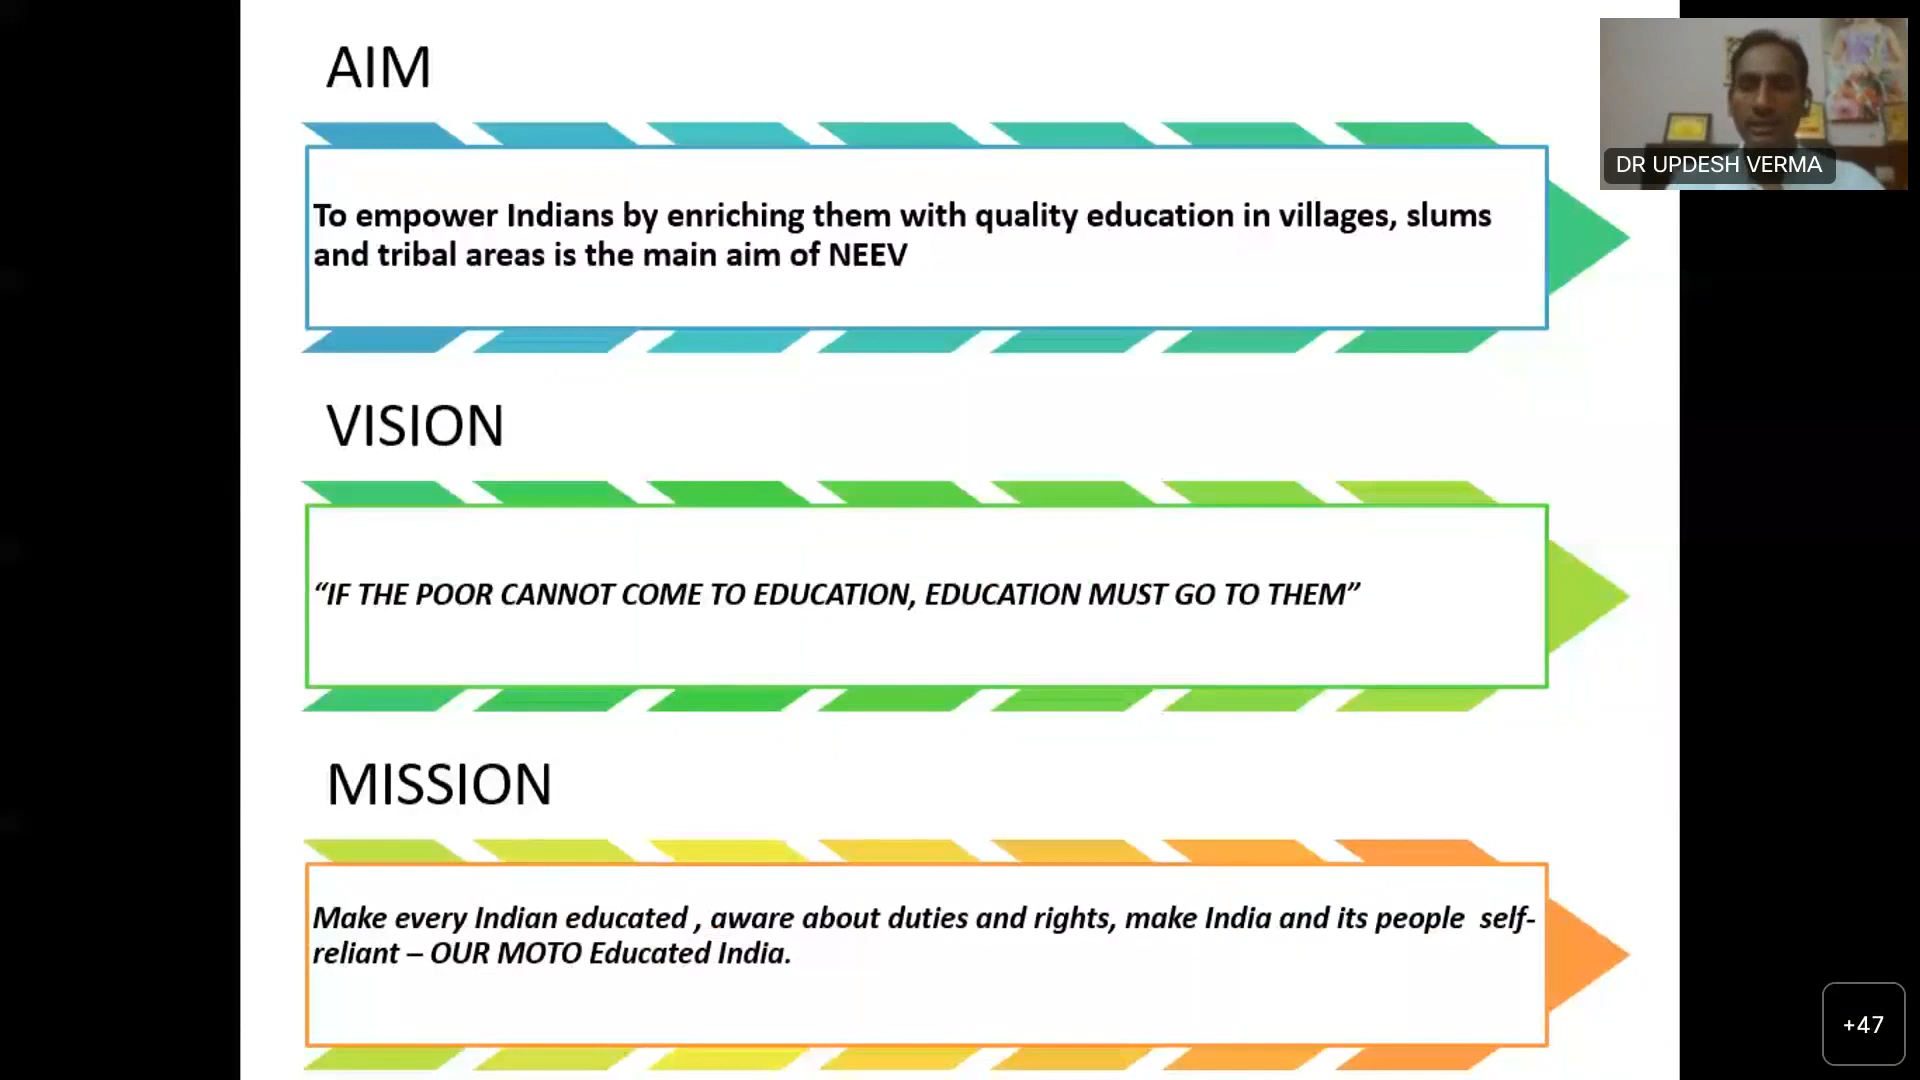 AIM
To empower Indians by enriching them with quality education in villages, slums
and tribal areas is the main aim of NEEV
DR UPDESH VERMA
VISION
“IF THE POOR CANNOT COME TO EDUCATION, EDUCATION MUST GO TO THEM”
MISSION
Make every Indian educated , aware about duties and rights, make India and its people  self-
reliant – OUR MOTO Educated India.
+47